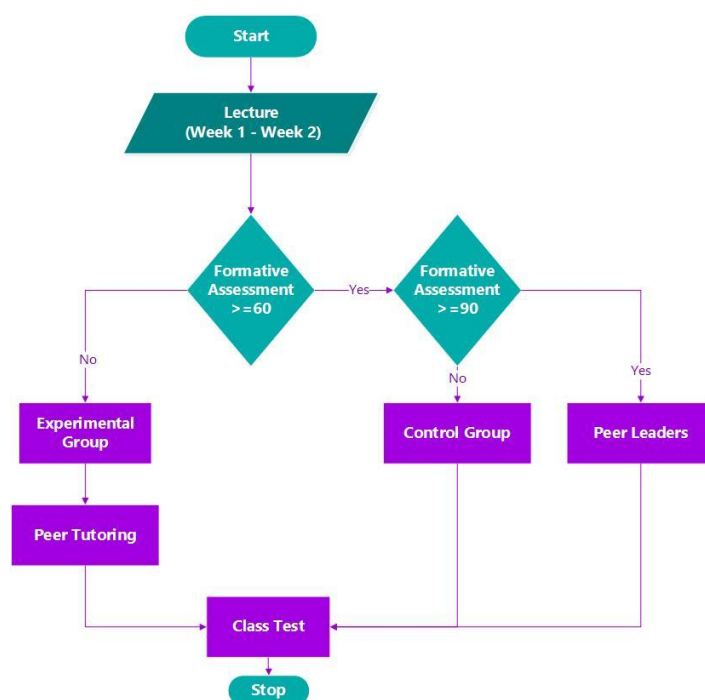 Start
Lecture
(Week 1 - Week 2)
Formative
Assessment
>=60
Yes
Formative
Assessment
>=90
No
No
Yes
Experimental
Group
Control Group
Peer Leaders
Peer Tutoring
Class Test
Stop